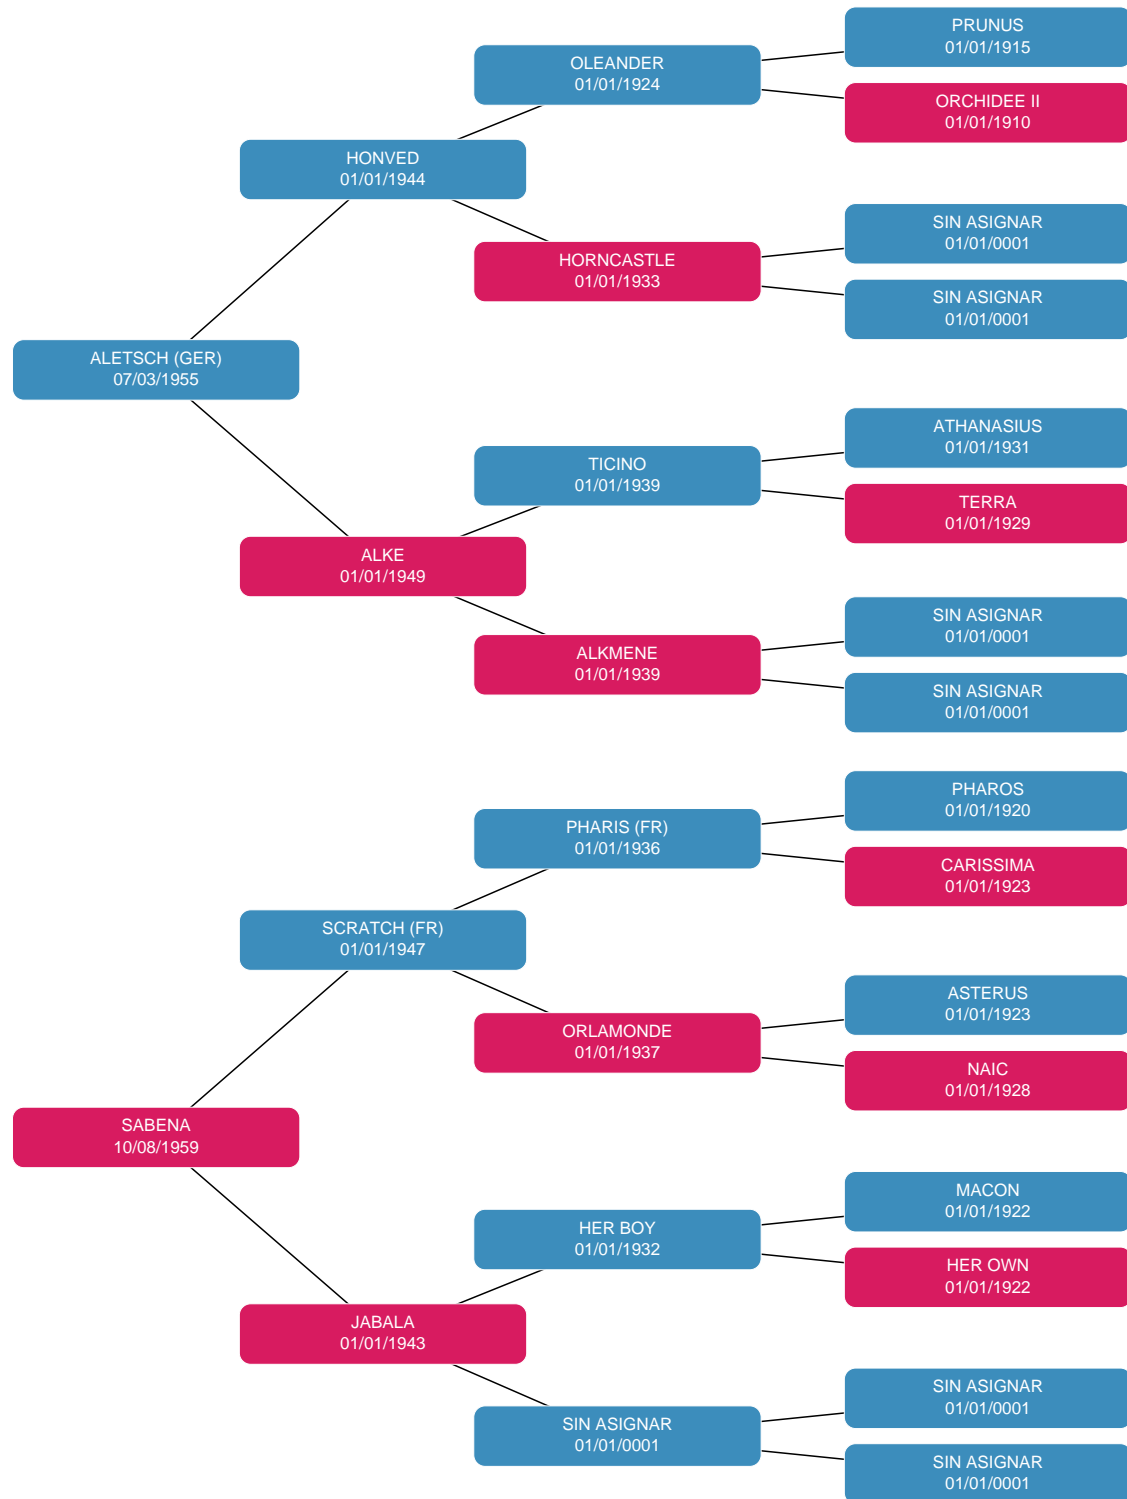 PRUNUS
01/01/1915
OLEANDER
01/01/1924
ORCHIDEE II
01/01/1910
HONVED
01/01/1944
SIN ASIGNAR
01/01/0001
HORNCASTLE
01/01/1933
SIN ASIGNAR
01/01/0001
ALETSCH (GER)
07/03/1955
ATHANASIUS
01/01/1931
TICINO
01/01/1939
TERRA
01/01/1929
ALKE
01/01/1949
SIN ASIGNAR
01/01/0001
ALKMENE
01/01/1939
SIN ASIGNAR
01/01/0001
PHAROS
01/01/1920
PHARIS (FR)
01/01/1936
CARISSIMA
01/01/1923
SCRATCH (FR)
01/01/1947
ASTERUS
01/01/1923
ORLAMONDE
01/01/1937
NAIC
01/01/1928
SABENA
10/08/1959
MACON
01/01/1922
HER BOY
01/01/1932
HER OWN
01/01/1922
JABALA
01/01/1943
SIN ASIGNAR
01/01/0001
SIN ASIGNAR
01/01/0001
SIN ASIGNAR
01/01/0001